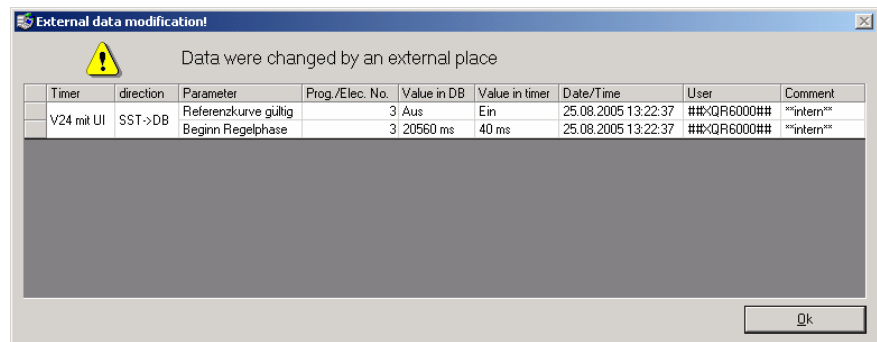 External data modification!
Data were changed by an external place
Timer direction Parameter Prog./Elec. No. Value in DB Value in timer Date/Time User Comment
V24 mit UI SST->DB Referenzkurve gültig 3 Aus Ein 25.08.2005 13:22:37 ##XQR6000## **intern**
Beginn Regelphase 3 20560 ms 40 ms 25.08.2005 13:22:37 ##XQR6000## **intern**
Ok